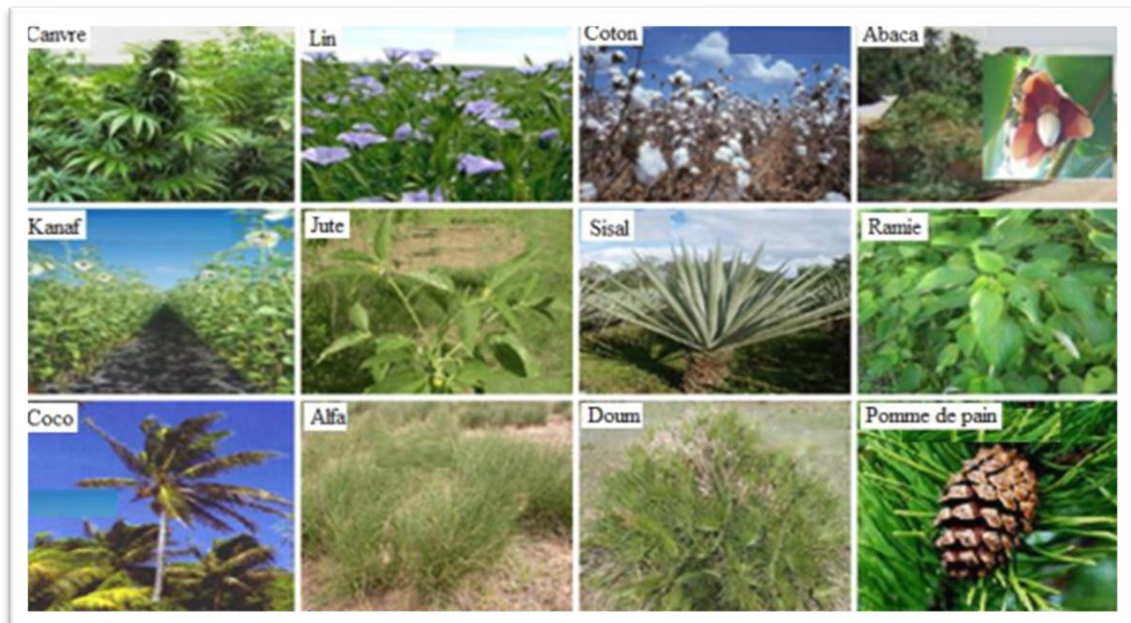 Canvre
Lin
Coton
Abaca
Kanaf
Jute
Sisal
Ramie
Coco
Alfa
Doum
Pomme de pain